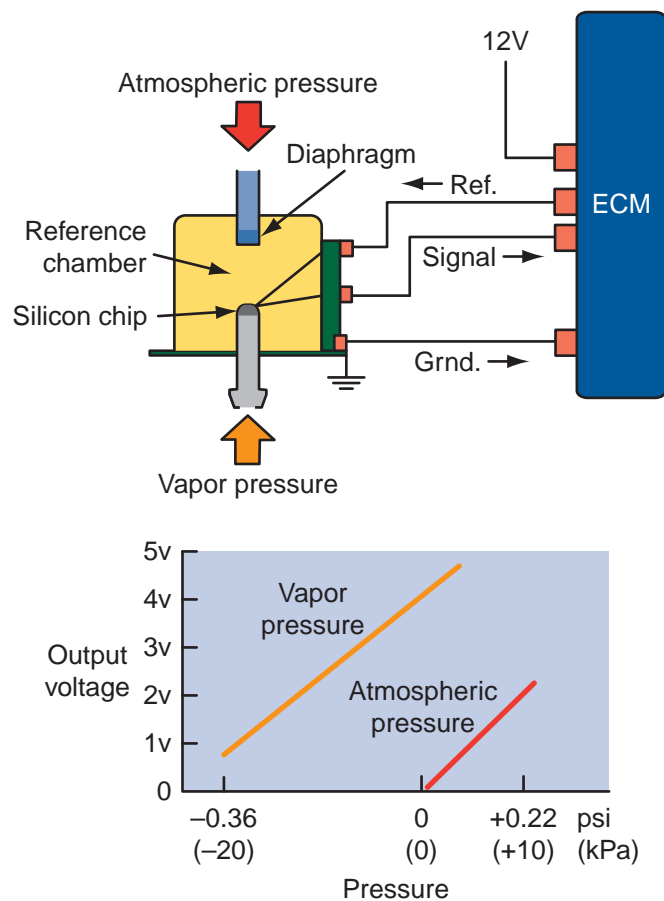 12V
Atmospheric pressure
Diaphragm
Ref.
ECM
Reference
chamber
Signal
Silicon chip
Grnd.
Vapor pressure
5v
4v
3v
2v
1v
0
Output
voltage
Vapor
pressure
Atmospheric
pressure
–0.36 0 +0.22 psi
(–20) (0) (+10) (kPa)
Pressure